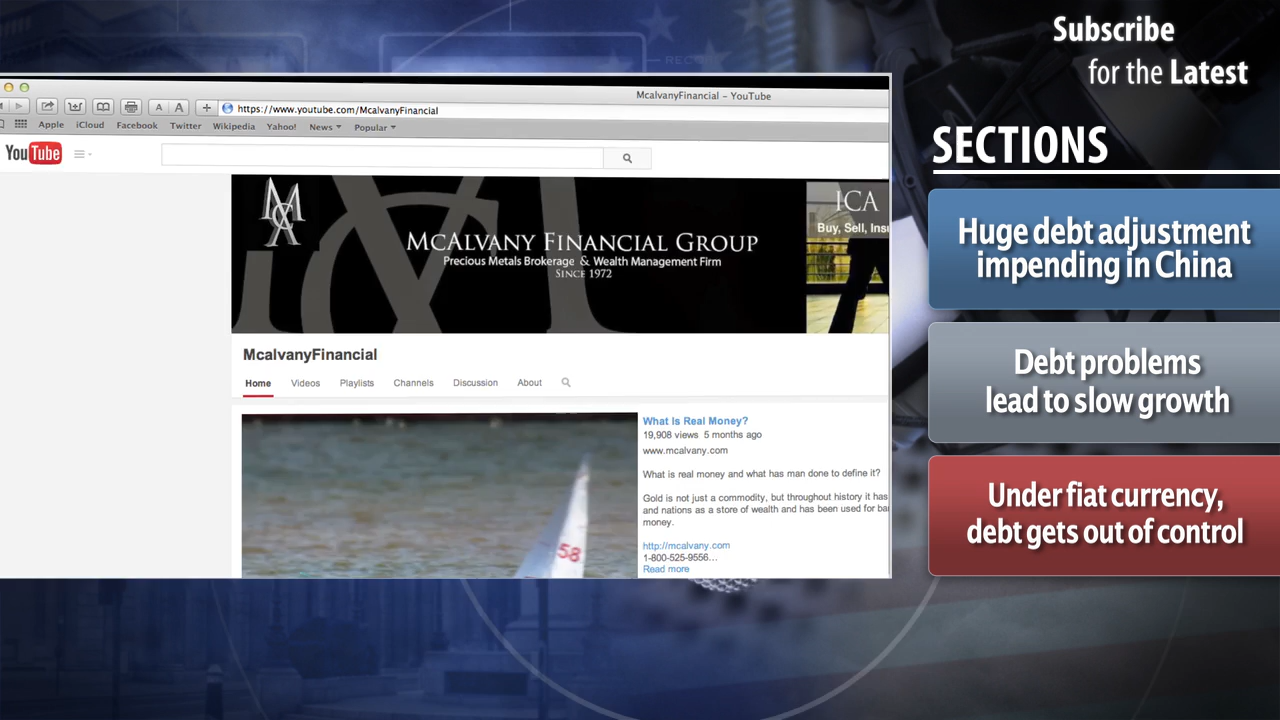 Subscribe
for the Latest
RECO
McalvanyFinancial – YouTube
A A + https://www.youtube.com/McalvanyFinancial
Apple iCloud Facebook Twitter Wikipedia Yahoo! News Popular
YouTube
ICA
Buy, Sell, Insu
MCALVANY FINANCIAL GROUP
Precious Metals Brokerage & Wealth Management Firm
SINCE 1972
McalvanyFinancial
Home Videos Playlists Channels Discussion About
What is Real Money?
19,908 views 5 months ago
www.mcalvany.com
What is real money and what has man done to define it?
Gold is not just a commodity, but throughout history it has
and nations as a store of wealth and has been used for ba
money.
http://mcalvany.com
1-800-525-9556...
Read more
58
SECTIONS
Huge debt adjustment
impending in China
Debt problems
lead to slow growth
Under fiat currency,
debt gets out of control